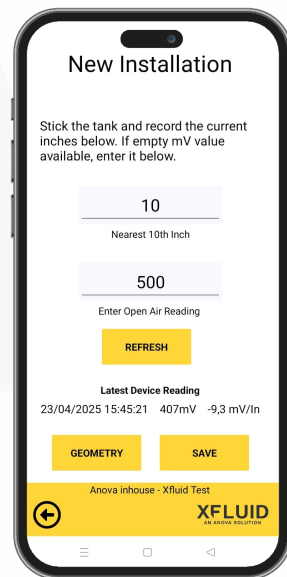 New Installation
Stick the tank and record the current
inches below. If empty mV value
available, enter it below.
10
Nearest 10th Inch
500
Enter Open Air Reading
REFRESH
Latest Device Reading
23/04/2025 15:45:21 407mV -9,3 mV/In
GEOMETRY SAVE
Anova inhouse - Xfluid Test
XFLUID
AN ANOVA SOLUTION